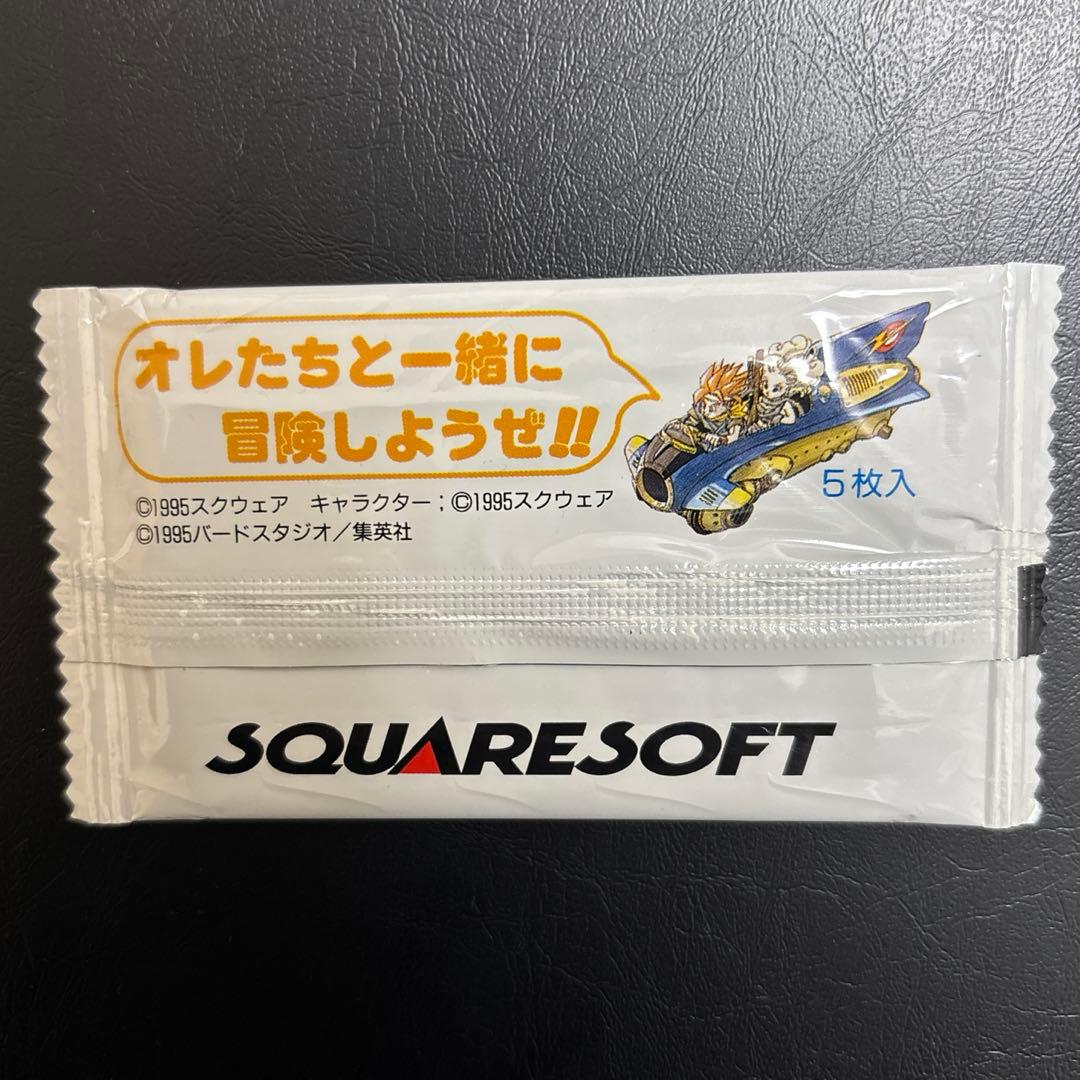 オレたちと一緒に
冒険しようぜ!!
©1995スクウェア キャラクター；©1995スクウェア
©1995バードスタジオ／集英社
5枚入
SQUARESOFT